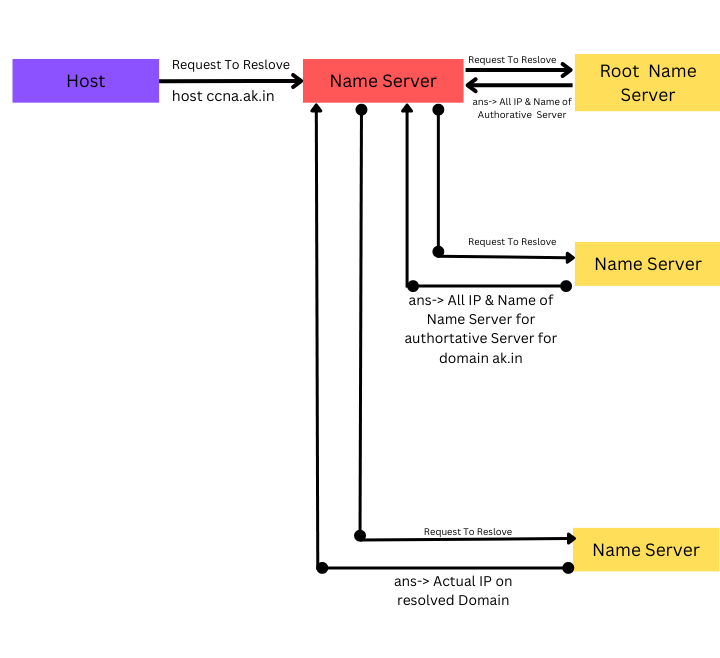 Host
Request To Reslove
host ccna.ak.in
Name Server
Request To Reslove
ans-> All IP & Name of
Authorative Server
Root Name
Server
Request To Reslove
Name Server
ans-> All IP & Name of
Name Server for
authortative Server for
domain ak.in
Request To Reslove
Name Server
ans-> Actual IP on
resolved Domain